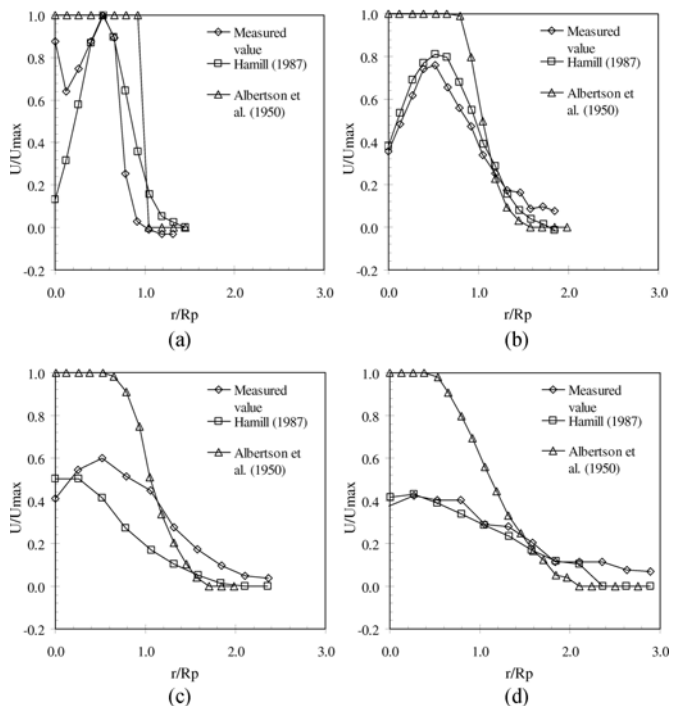 1.0
0.8
0.6
0.4
0.2
0.0
-0.2
U/Umax
0.0
1.0
2.0
3.0
r/Rp
Measured
value
Hamill (1987)
Albertson et
al. (1950)
(a)
1.0
0.8
0.6
0.4
0.2
0.0
-0.2
U/Umax
0.0
1.0
2.0
3.0
r/Rp
Measured
value
Hamill (1987)
Albertson
et al. (1950)
(b)
1.0
0.8
0.6
0.4
0.2
0.0
-0.2
U/Umax
0.0
1.0
2.0
3.0
r/Rp
Measured
value
Hamill (1987)
Albertson
et al. (1950)
(c)
1.0
0.8
0.6
0.4
0.2
0.0
-0.2
U/Umax
0.0
1.0
2.0
3.0
r/Rp
Measured
value
Hamill (1987)
Albertson
et al. (1950)
(d)